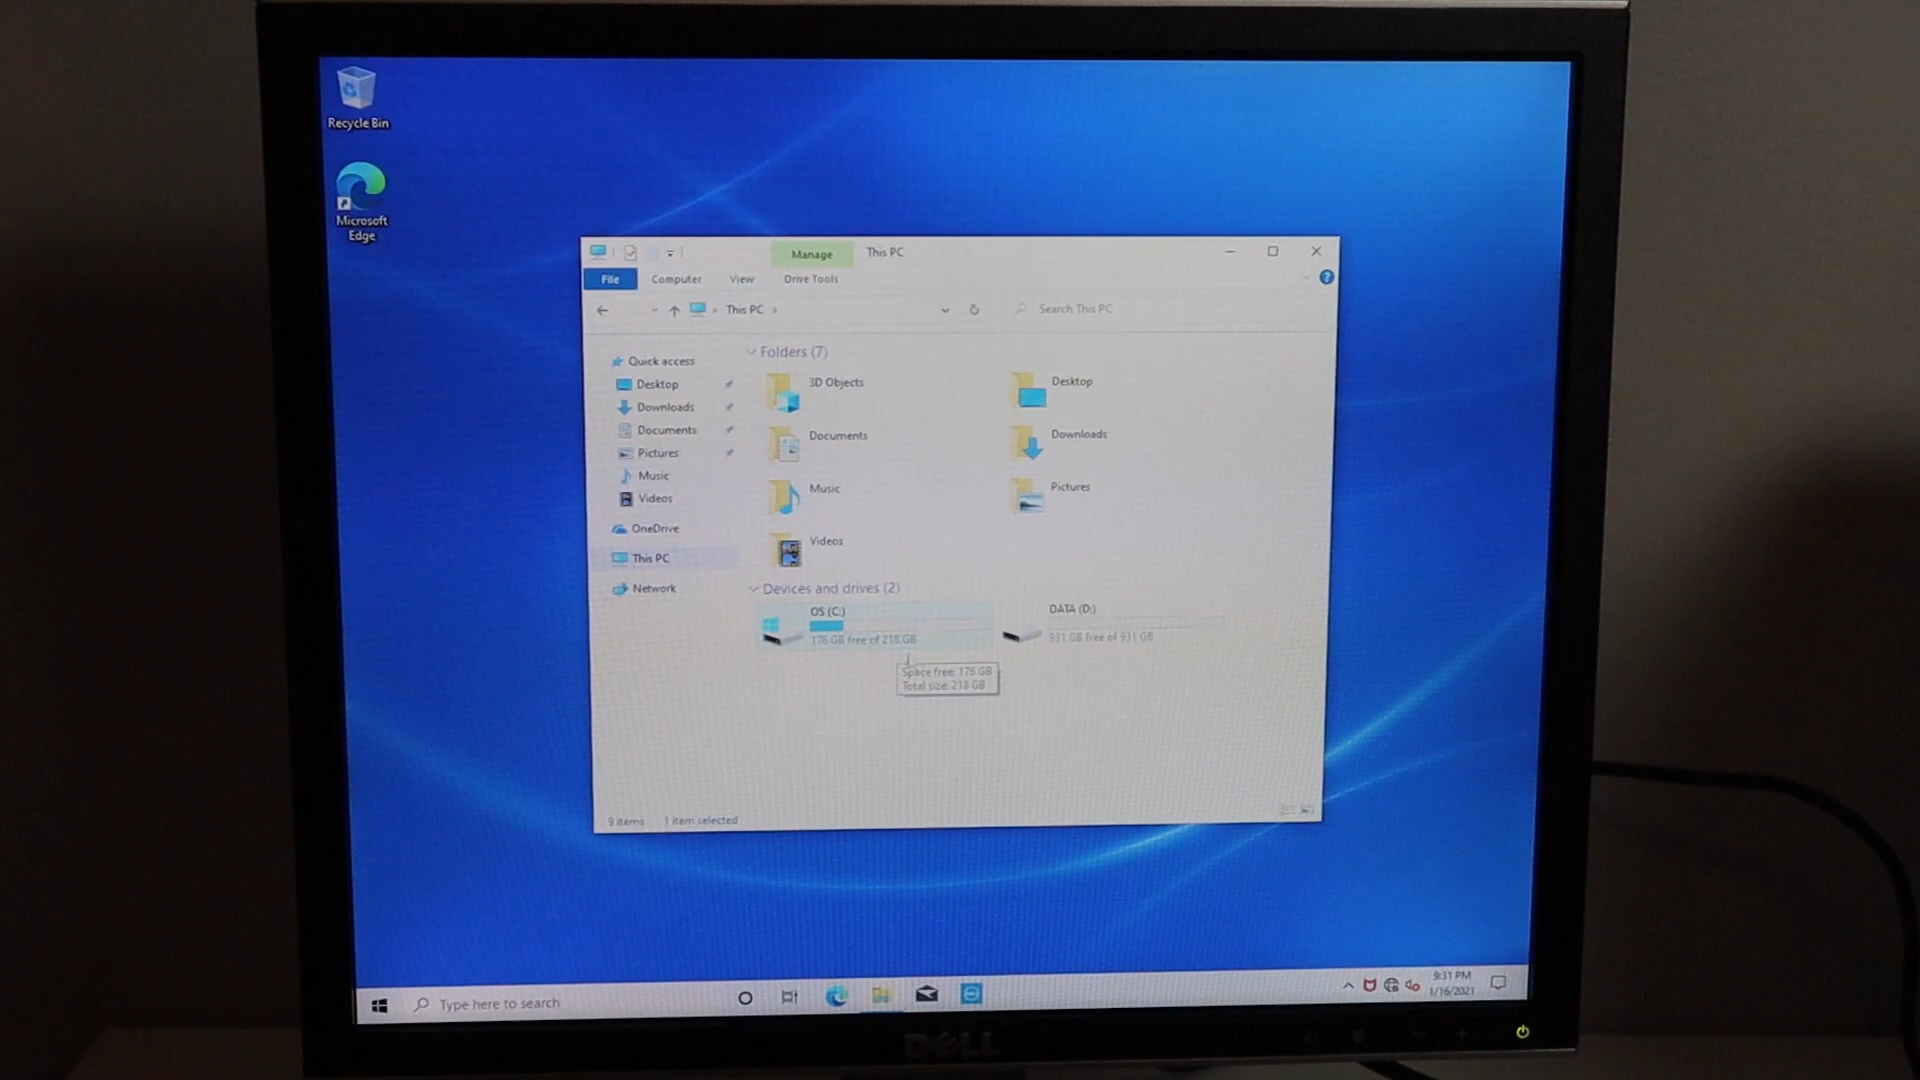 Recycle Bin
Microsoft
Edge
Manage
This PC
File
Computer
View
Drive Tools
This PC
Search This PC
Quick access
Desktop
Downloads
Documents
Pictures
Music
Videos
OneDrive
This PC
Network
Folders (7)
3D Objects
Desktop
Documents
Downloads
Music
Pictures
Videos
Devices and drives (2)
OS (C:)
176 GB free of 218 GB
DATA (D:)
931 GB free of 931 GB
Space free: 176 GB
Total size: 218 GB
9 items
1 item selected
Type here to search
9:31 PM
1/16/2021
DELL